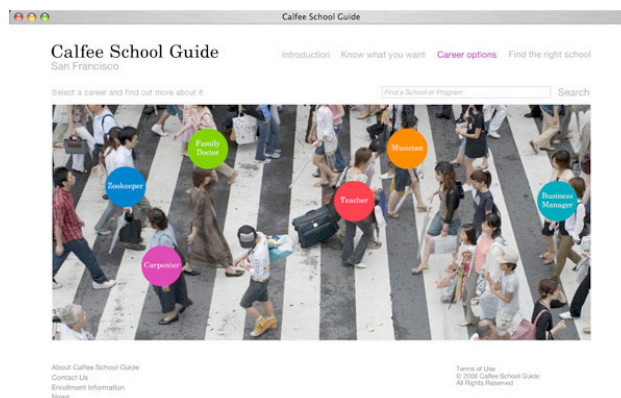 Calfee School Guide
Calfee School Guide
San Francisco
Introduction Know what you want Career options Find the right school
Select a career and find out more about it
Find a School or Program Search
Family
Doctor
Musician
Zookeeper
Teacher
Business
Manager
Carpenter
About Calfee School Guide
Contact Us
Enrollment Information
News
Terms of Use
© 2006 Calfee School Guide
All Rights Reserved